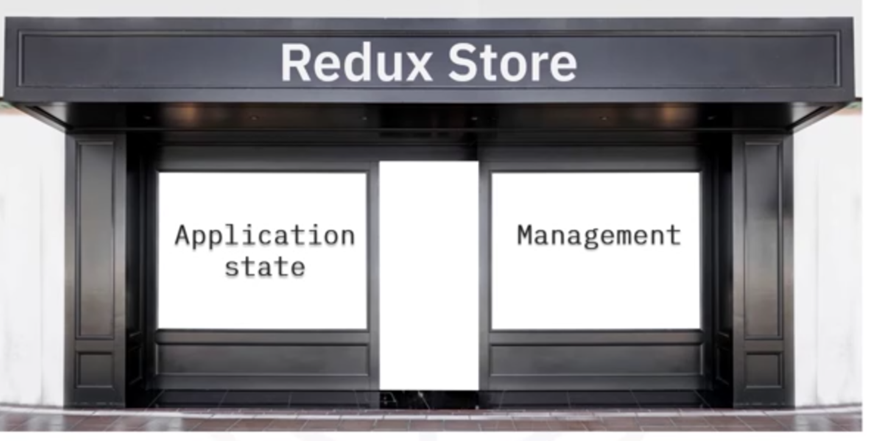 Redux Store
Application
state
Management